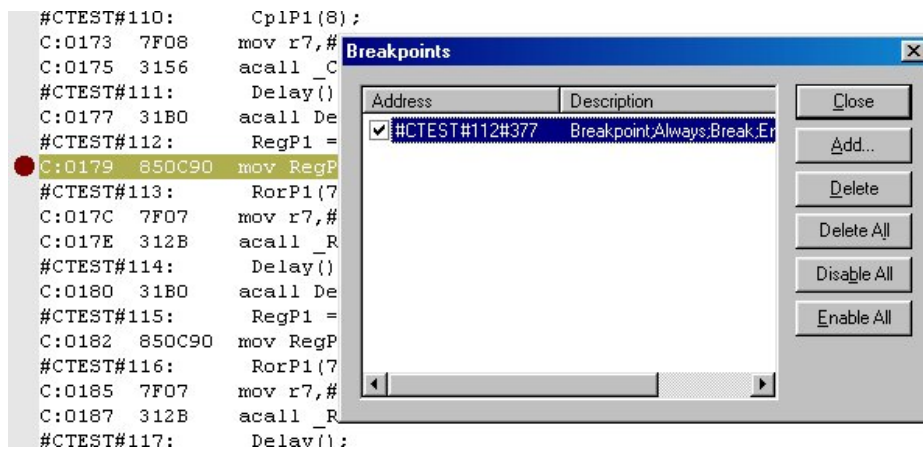 #CTEST#110: CplP1(8);
C:0173 7F08 mov r7,#
C:0175 3156 acall _C
#CTEST#111: Delay()
C:0177 31B0 acall De
#CTEST#112: RegP1 =
C:0179 850C90 mov RegP
#CTEST#113: RorP1(7
C:017C 7F07 mov r7,#
C:017E 312B acall _R
#CTEST#114: Delay()
C:0180 31B0 acall De
#CTEST#115: RegP1 =
C:0182 850C90 mov RegP
#CTEST#116: RorP1(7
C:0185 7F07 mov r7,#
C:0187 312B acall _R
#CTEST#117: Delay();
Breakpoints
Address Description
#CTEST#112#377 Breakpoint;Always;Break;Er
Close
Add...
Delete
Delete All
Disable All
Enable All